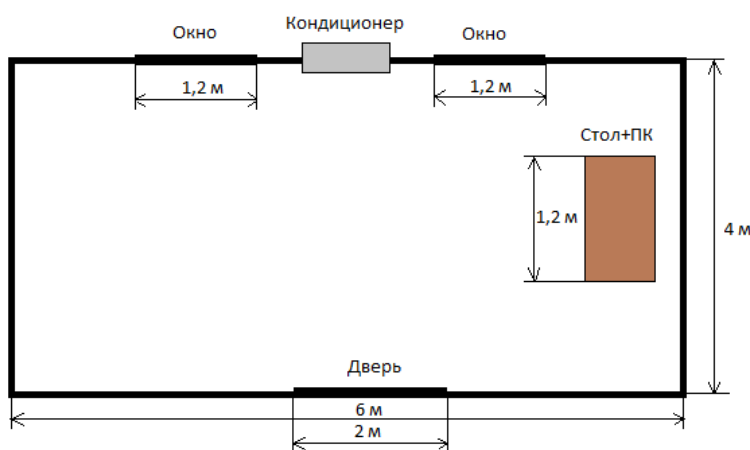 Окно
Кондиционер
Окно
1,2 м
1,2 м
Стол+ПК
1,2 м
4 м
Дверь
6 м
2 м